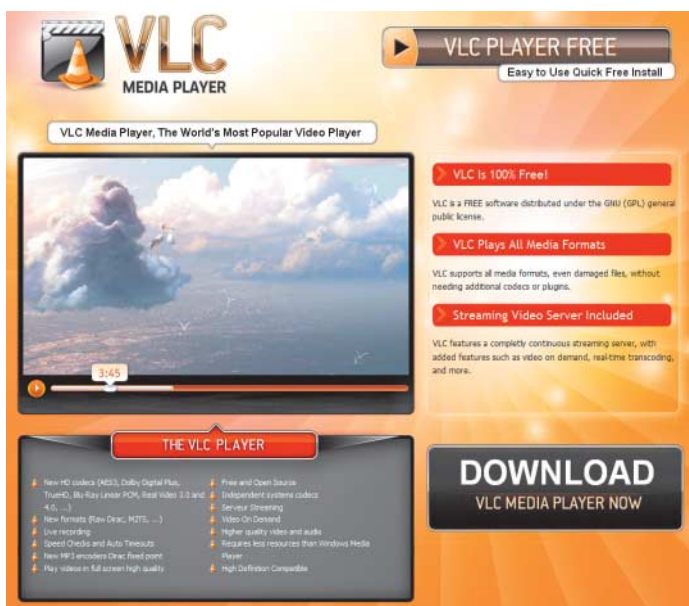 VLC
MEDIA PLAYER
VLC PLAYER FREE
Easy to Use Quick Free Install
VLC Media Player, The World's Most Popular Video Player
3:45
VLC Is 100% Free!
VLC is a FREE software distributed under the GNU (GPL) general
public license.
VLC Plays All Media Formats
VLC supports all media formats, even damaged files, without
needing additional codecs or plugins.
Streaming Video Server Included
VLC features a completly continuous streaming server, with
added features such as video on demand, real-time transcoding,
and more.
THE VLC PLAYER
New HD codecs (AES3, Dolby Digital Plus,
TrueHD, Blu-Ray Linear PCM, Real Video 3.0 and
4.0, ...)
New formats (Raw Dirac, M2TS, ...)
Live recording
Speed Checks and Auto Timeouts
New MP3 encoders Dirac fixed point
Play videos in full screen high quality
Free and Open Source
Independent systems codecs
Serveur Streaming
Video On Demand
Higher quality video and audio
Requires less resources than Windows Media
Player
High Definition Compatible
DOWNLOAD
VLC MEDIA PLAYER NOW